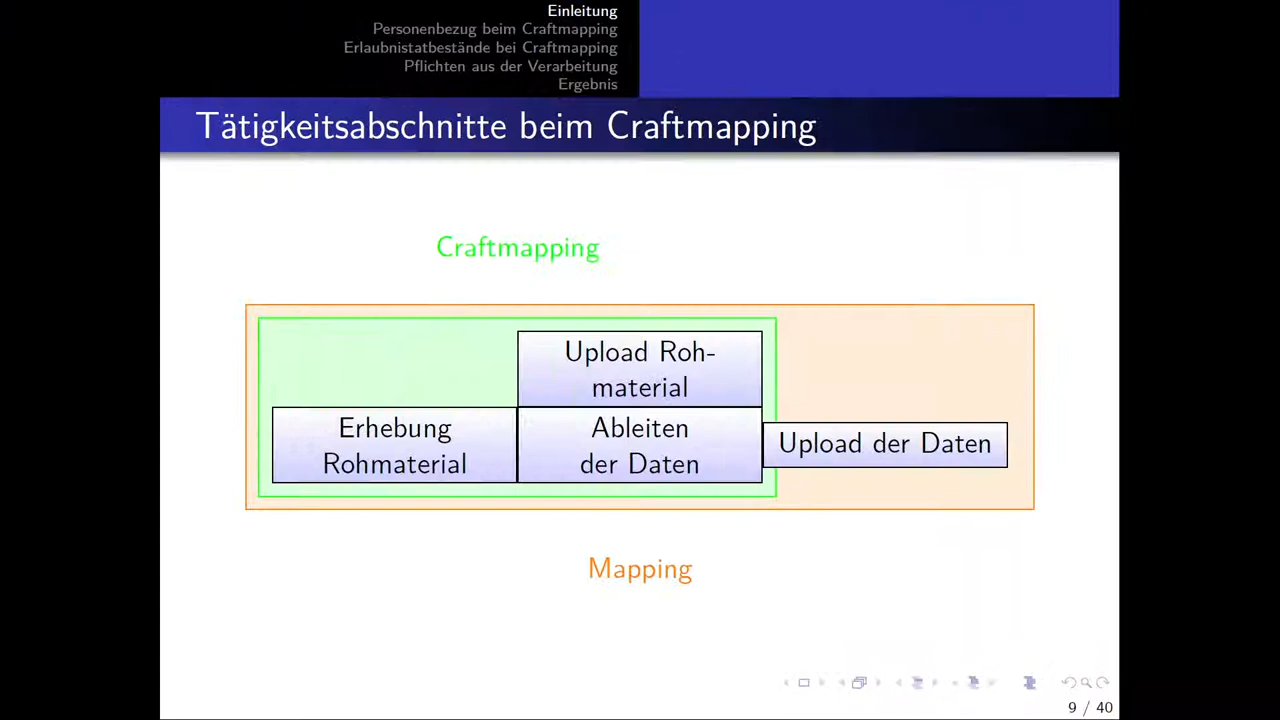 Einleitung
Personenbezug beim Craftmapping
Erlaubnistatbestände bei Craftmapping
Pflichten aus der Verarbeitung
Ergebnis
Tätigkeitsabschnitte beim Craftmapping
Craftmapping
Upload Roh-
material
Erhebung
Rohmaterial
Ableiten
der Daten
Upload der Daten
Mapping
9 / 40